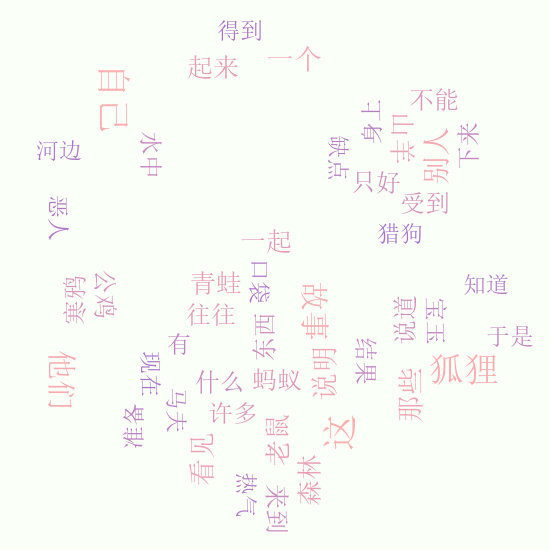 得到
起来
一个
自己
不能
身上
毒
别人
下来
水中
河边
缺点
只好
受到
恶人
猎狗
一起
口袋
青蛙
知道
寒鸦
公鸡
往往
故事
说道
宝玉
东西
于是
有
现在
结果
说明
他们
什么
蚂蚁
狐狸
那些
马夫
准备
许多
这
老鼠
看见
森林
热气
来到